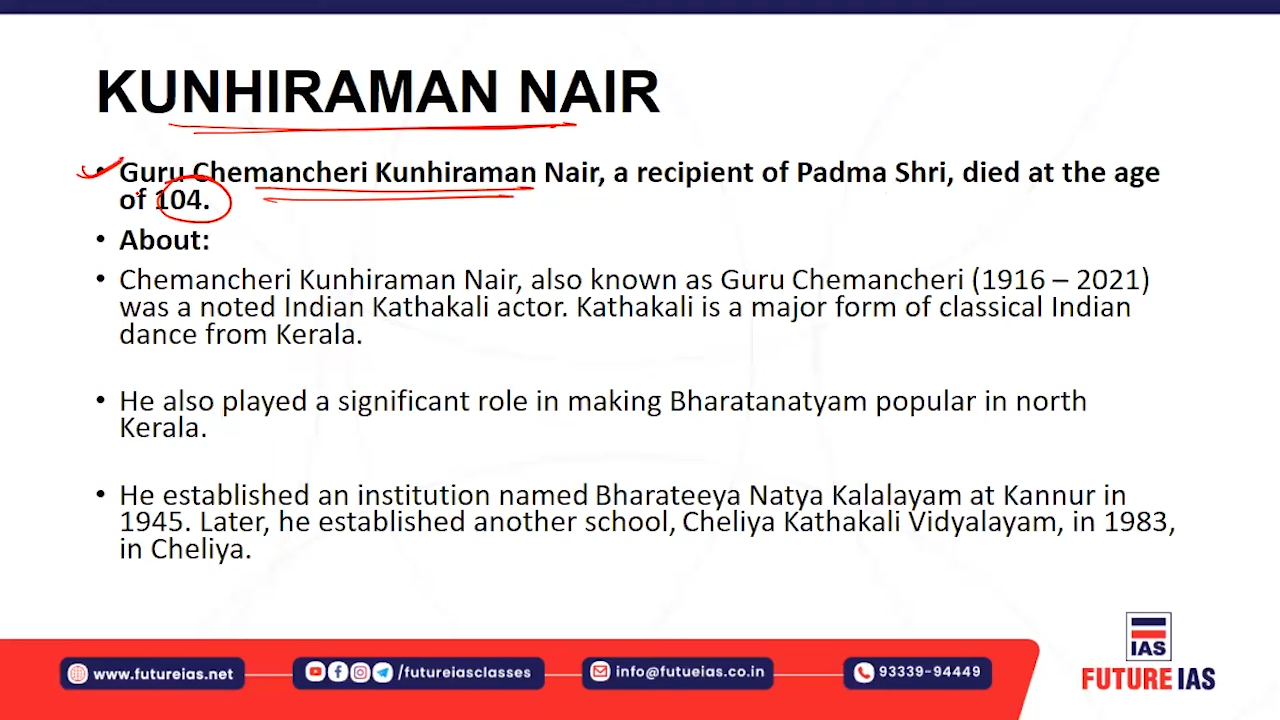 KUNHIRAMAN NAIR
• Guru Chemancheri Kunhiraman Nair, a recipient of Padma Shri, died at the age
of 104.
• About:
• Chemancheri Kunhiraman Nair, also known as Guru Chemancheri (1916 – 2021)
was a noted Indian Kathakali actor. Kathakali is a major form of classical Indian
dance from Kerala.
• He also played a significant role in making Bharatanatyam popular in north
Kerala.
• He established an institution named Bharateeya Natya Kalalayam at Kannur in
1945. Later, he established another school, Cheliya Kathakali Vidyalayam, in 1983,
in Cheliya.
IAS
www.futureias.net /futureiasclasses info@futueias.co.in 93339-94449
FUTURE IAS